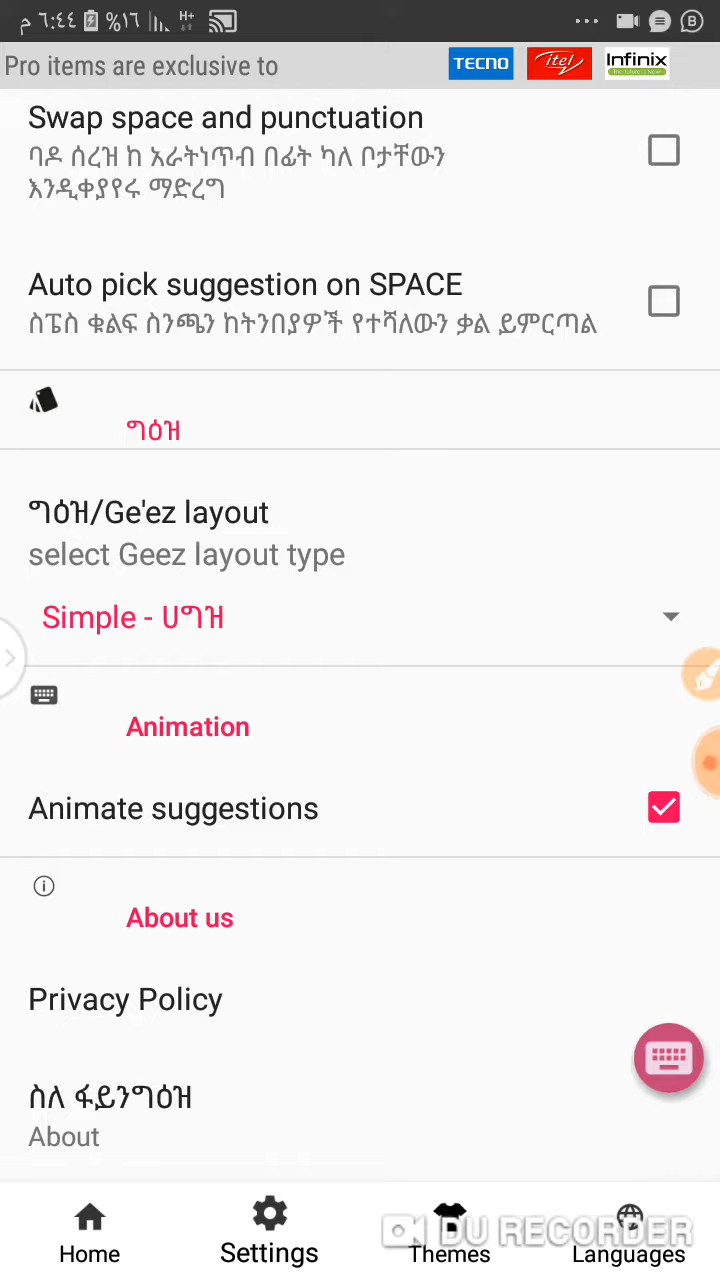 ٦:٤٤ م %١٦ H+
Pro items are exclusive to TECNO itel Infinix
Swap space and punctuation
ባዶ ሰረዝ ከ አራትነጥብ በፊት ካለ ቦታቸውን
እንዲቀያየሩ ማድረግ
Auto pick suggestion on SPACE
ስፔስ ቁልፍ ስንጫን ከትንበያዎች የተሻለውን ቃል ይምርጣል
ግዕዝ
ግዕዝ/Ge'ez layout
select Geez layout type
Simple - ሀግዝ
Animation
Animate suggestions
About us
Privacy Policy
ስለ ፋይንግዕዝ
About
DU RECORDER
Home Settings Themes Languages